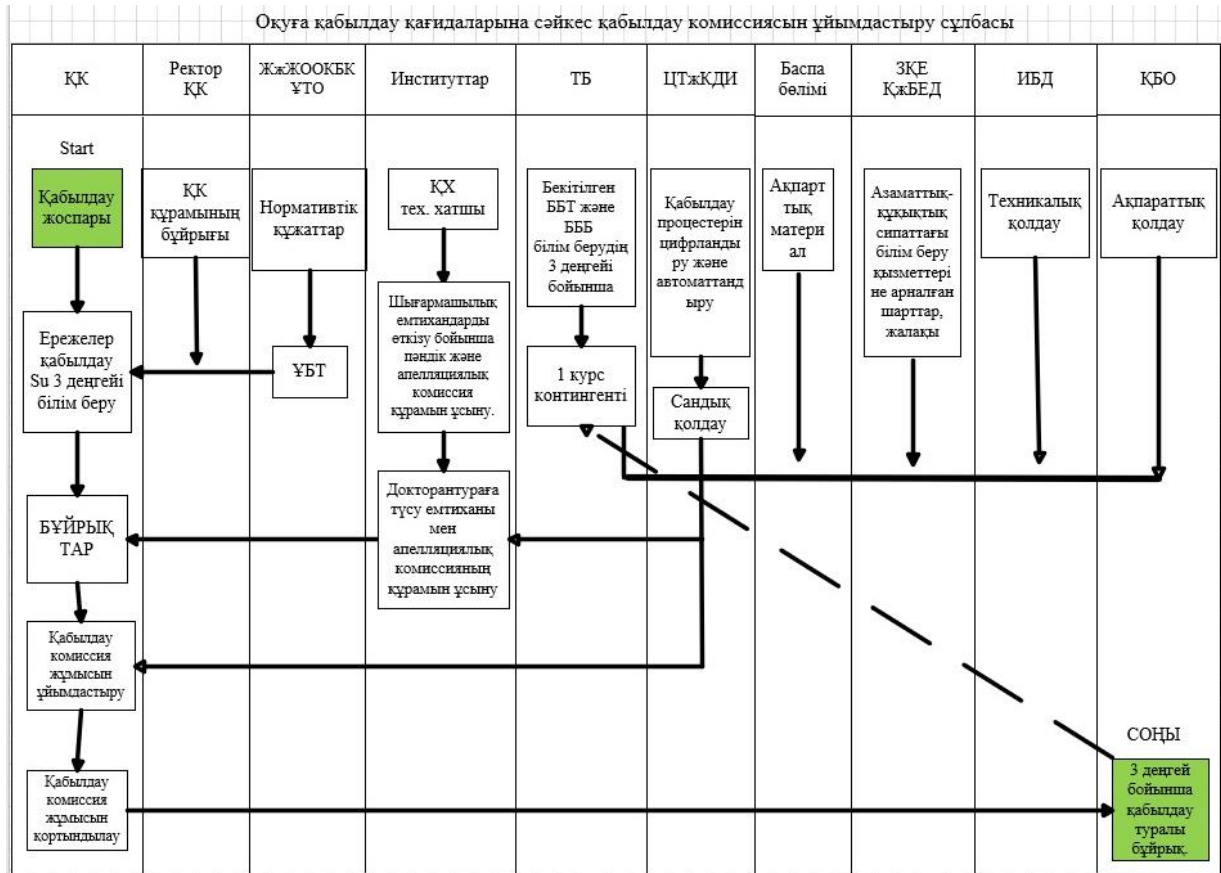 Оқуға қабылдау қағидаларына сәйкес қабылдау комиссиясын ұйымдастыру сұлбасы
ҚК
Ректор
ҚК
ЖжЖООКБК
ҰТО
Институттар
ТБ
ЦТжКДИ
Баспа
бөлімі
ЗҚЕ
ҚжБЕД
ИБД
ҚБО
Start
Қабылдау
жоспары
ҚК
құрамының
бұйрығы
Нормативтік
құжаттар
ҚХ
тех. хатшы
Бекітілген
ББТ және
БББ
білім берудің
3 деңгейі
бойынша
Қабылдау
процестерін
цифрланды
ру және
автоматтанд
ыру
Ақпарт
тық
матери
ал
Азаматтық-
құқықтық
сипаттағы
білім беру
қызметтері
не арналған
шарттар,
жалақы
Техникалық
қолдау
Ақпараттық
қолдау
Ережелер
қабылдау
Su 3 деңгейі
білім беру
ҰБТ
Шығармашылық
емтихандарды
өткізу бойынша
пәндік және
апелляциялық
комиссия
құрамын ұсыну.
1 курс
контингенті
Сандық
қолдау
БҰЙРЫҚ
ТАР
Докторантураға
түсу емтиханы
мен
апелляциялық
комиссияның
құрамын ұсыну
Қабылдау
комиссия
жұмысын
ұйымдастыру
Қабылдау
комиссия
жұмысын
қортындылау
СОҢЫ
3 деңгей
бойынша
қабылдау
туралы
бұйрық.